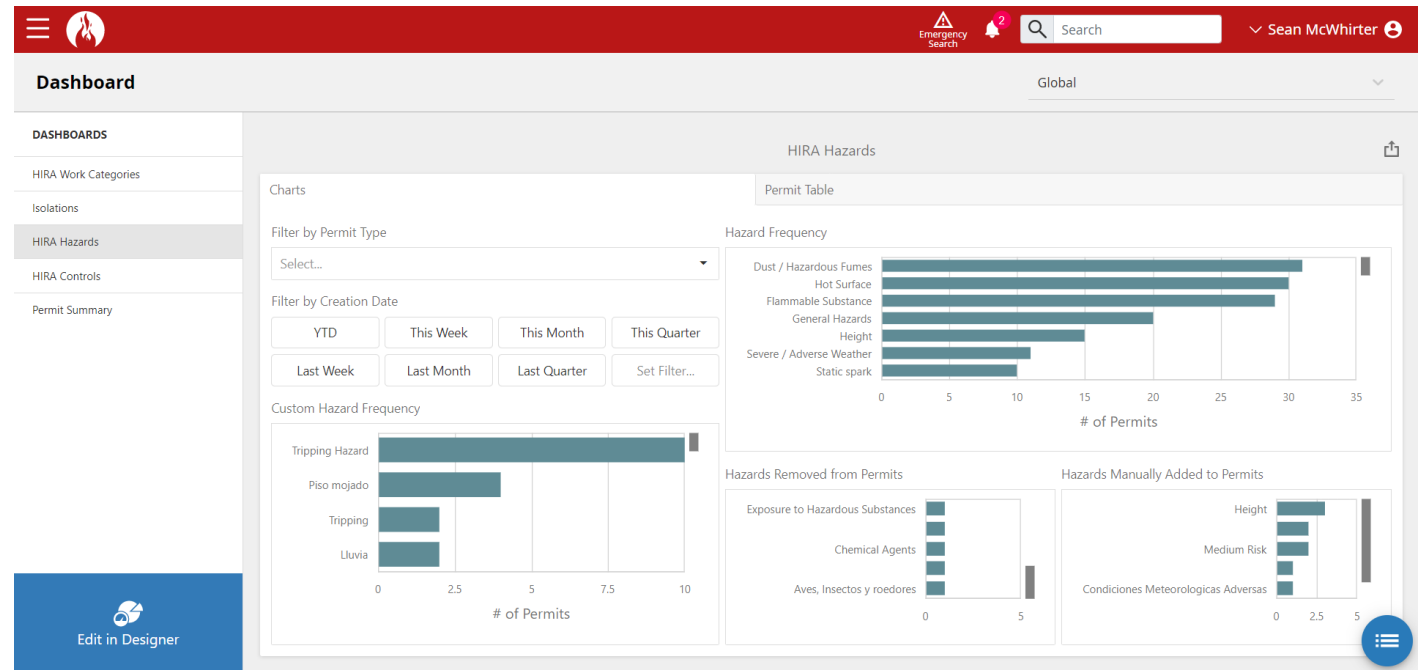 Emergency
Search
2
Search
Sean McWhirter
Dashboard
Global
DASHBOARDS
HIRA Work Categories
Isolations
HIRA Hazards
HIRA Controls
Permit Summary
Edit in Designer
HIRA Hazards
Charts
Permit Table
Filter by Permit Type
Select...
Filter by Creation Date
YTD
This Week
This Month
This Quarter
Last Week
Last Month
Last Quarter
Set Filter...
Custom Hazard Frequency
Tripping Hazard
Piso mojado
Tripping
Lluvia
0 2.5 5 7.5 10
# of Permits
Hazard Frequency
Dust / Hazardous Fumes
Hot Surface
Flammable Substance
General Hazards
Height
Severe / Adverse Weather
Static spark
0 5 10 15 20 25 30 35
# of Permits
Hazards Removed from Permits
Exposure to Hazardous Substances
Chemical Agents
Aves, Insectos y roedores
0 5
Hazards Manually Added to Permits
Height
Medium Risk
Condiciones Meteorologicas Adversas
0 2.5 5